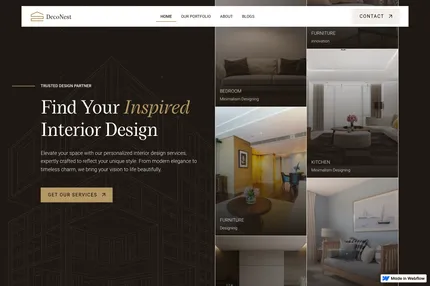 DecoNest
HOME
OUR PORTFOLIO
ABOUT
BLOGS
CONTACT
TRUSTED DESIGN PARTNER
Find Your Inspired
Interior Design
Elevate your space with our personalized interior design services,
expertly crafted to reflect your unique style. From modern elegance to
timeless charm, we bring your vision to life beautifully.
GET OUR SERVICES
BEDROOM
Minimalism Designing
FURNITURE
Designing
FURNITURE
Innovation
KITCHEN
Minimalism Designing
Made in Webflow